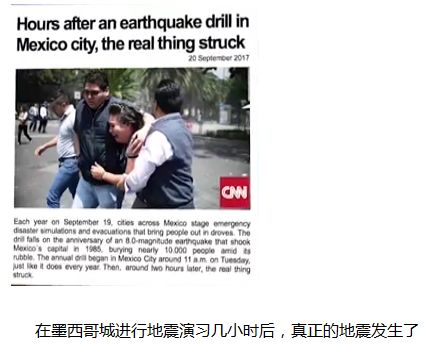 Hours after an earthquake drill in
Mexico city, the real thing struck
20 September 2017
CNN
Each year on September 19, cities across Mexico stage emergency
disaster simulations and evacuations that bring people out in droves. The
drill falls on the anniversary of an 8.0-magnitude earthquake that shook
Mexico´s capital in 1985, burying nearly 10.000 people amid its
rubble. The annual drill began in Mexico City around 11 a.m. on Tuesday,
just like it does every year. Then, around two hours later, the real thing
struck.
在墨西哥城进行地震演习几小时后，真正的地震发生了